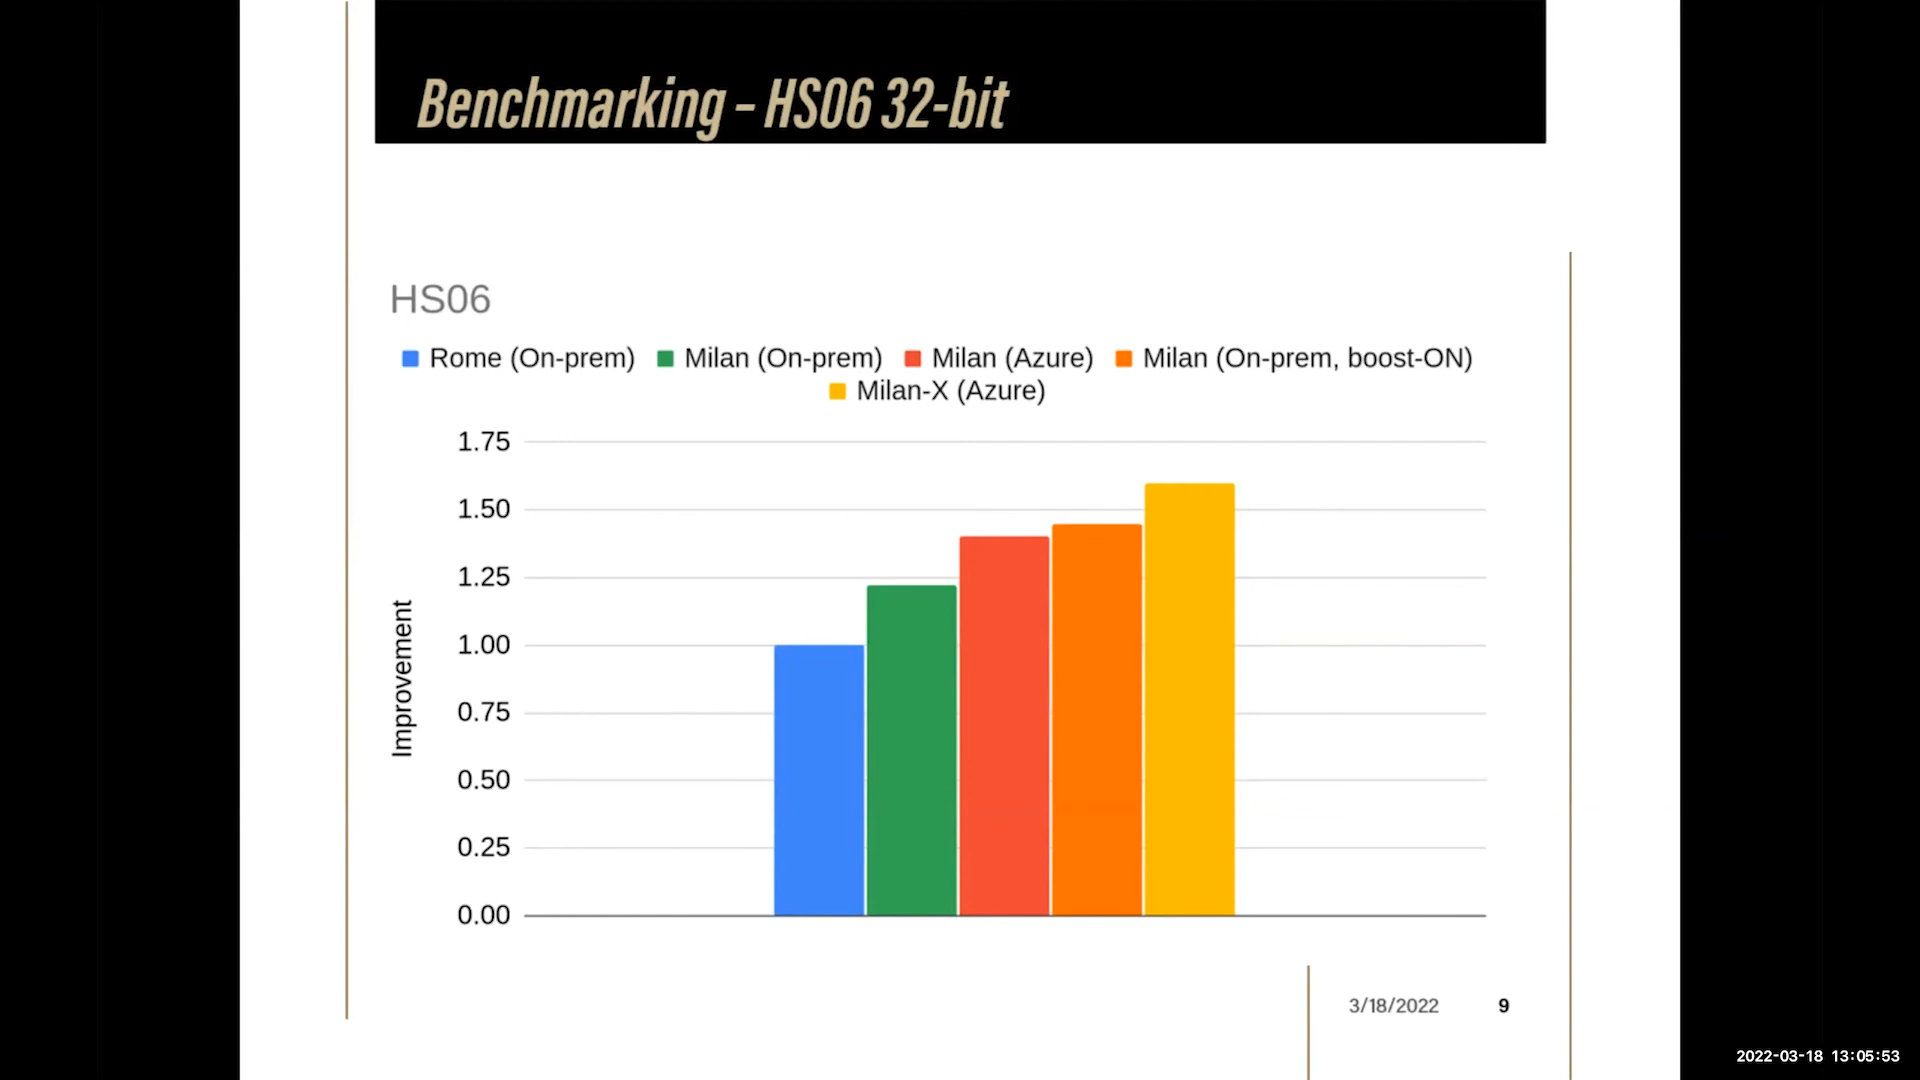 Benchmarking – HS06 32-bit
HS06
Rome (On-prem) Milan (On-prem) Milan (Azure) Milan (On-prem, boost-ON)
Milan-X (Azure)
1.75
1.50
1.25
1.00
0.75
0.50
0.25
0.00
Improvement
3/18/2022 9
2022-03-18 13:05:53